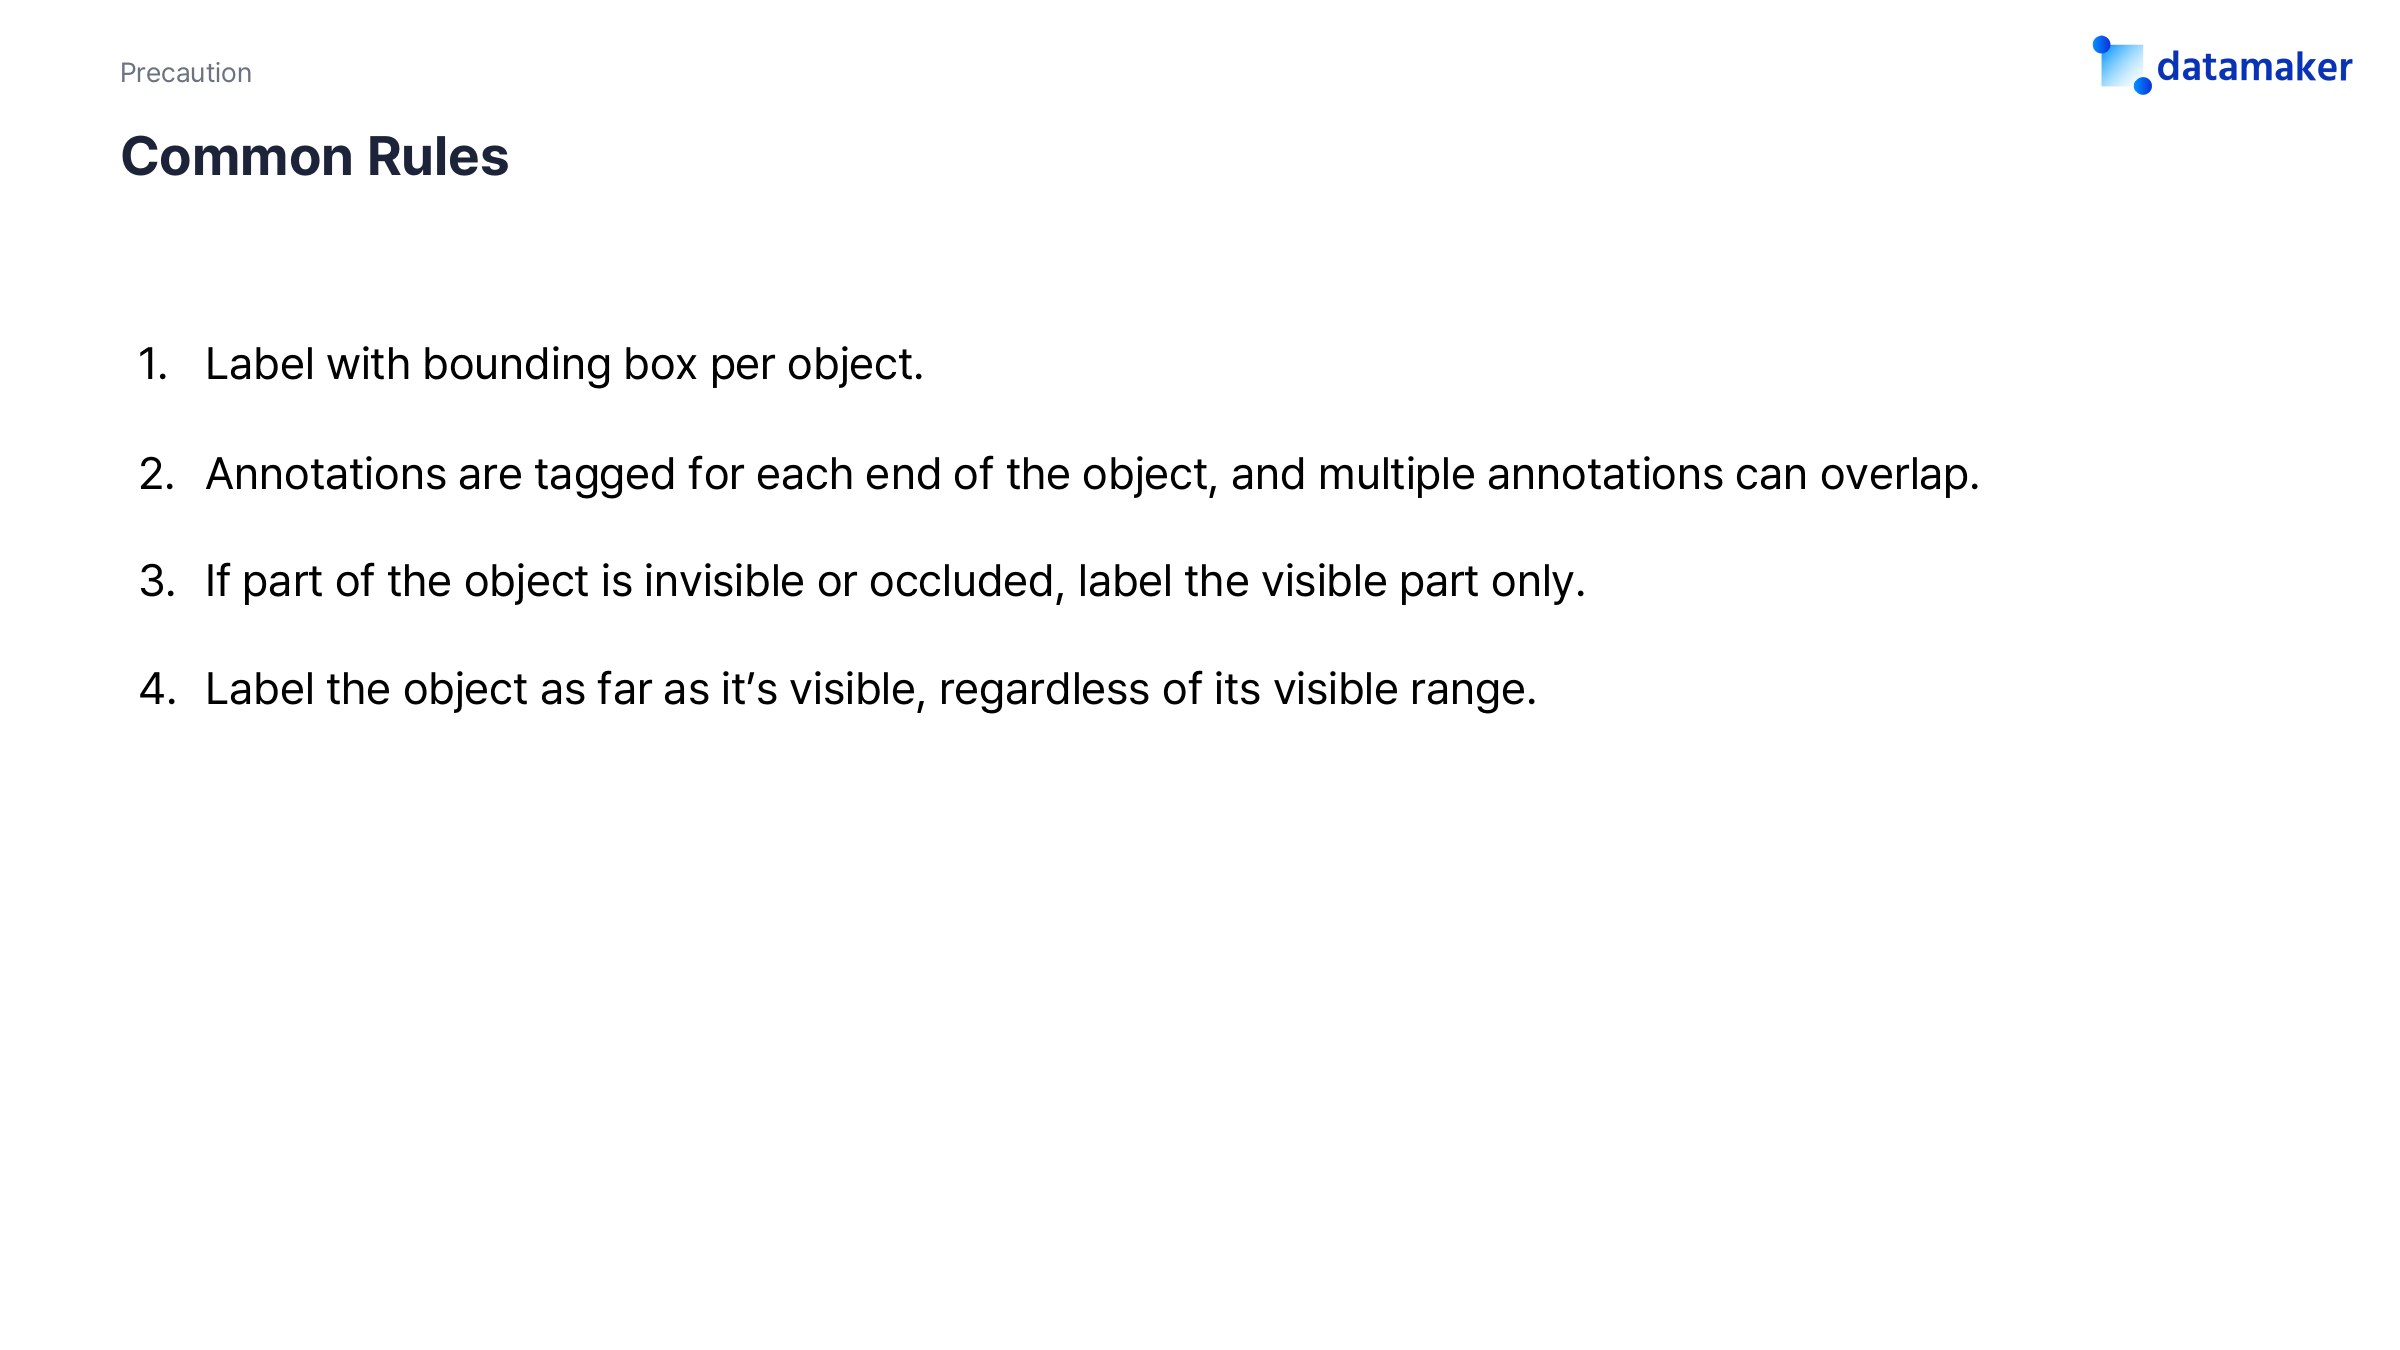 Precaution
datamaker
Common Rules
1. Label with bounding box per object.
2. Annotations are tagged for each end of the object, and multiple annotations can overlap.
3. If part of the object is invisible or occluded, label the visible part only.
4. Label the object as far as it’s visible, regardless of its visible range.